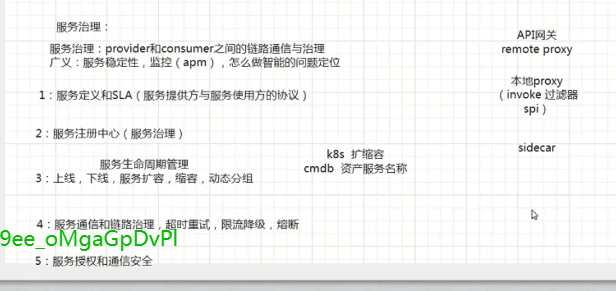 服务治理：
服务治理：provider和consumer之间的链路通信与治理
广义：服务稳定性，监控（apm），怎么做智能的问题定位
1：服务定义和SLA（服务提供方与服务使用方的协议）
2：服务注册中心（服务治理）
服务生命周期管理
3：上线，下线，服务扩容，缩容，动态分组
k8s 扩缩容
cmdb 资产服务名称
4：服务通信和链路治理，超时重试，限流降级，熔断
9ee_oMgaGpDvPl
5：服务授权和通信安全
API网关
remote proxy
本地proxy
（invoke 过滤器
spi）
sidecar